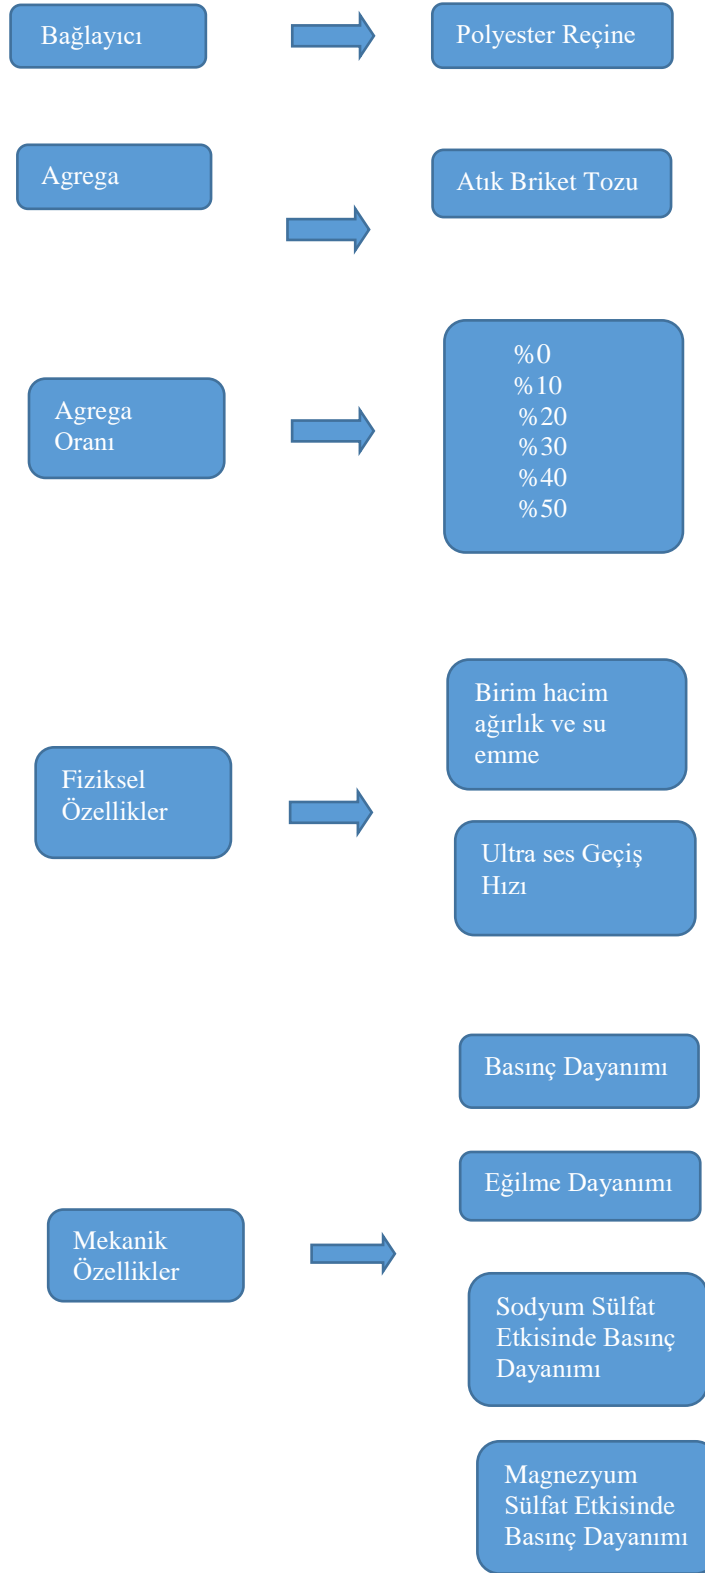 Bağlayıcı
Polyester Reçine
Agrega
Atık Briket Tozu
Agrega
Oranı
%0
%10
%20
%30
%40
%50
Fiziksel
Özellikler
Birim hacim
ağırlık ve su
emme
Ultra ses Geçiş
Hızı
Mekanik
Özellikler
Basınç Dayanımı
Eğilme Dayanımı
Sodyum Sülfat
Etkisinde Basınç
Dayanımı
Magnezyum
Sülfat Etkisinde
Basınç Dayanımı